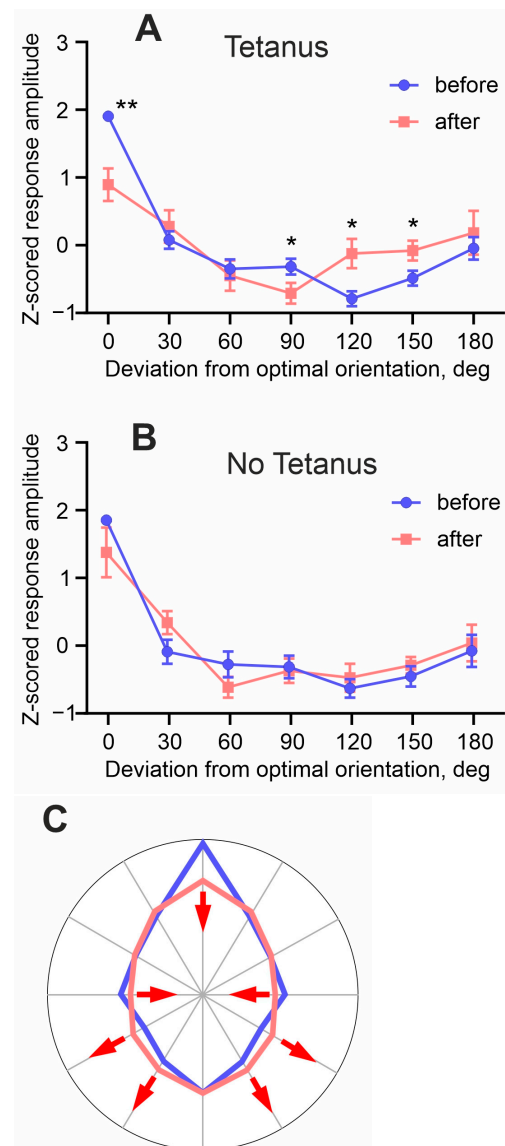 A
Tetanus
before
after
Z-scored response amplitude
3
2
1
0
−1
**
*
*
*
0 30 60 90 120 150 180
Deviation from optimal orientation, deg
B
No Tetanus
before
after
Z-scored response amplitude
3
2
1
0
−1
0 30 60 90 120 150 180
Deviation from optimal orientation, deg
C